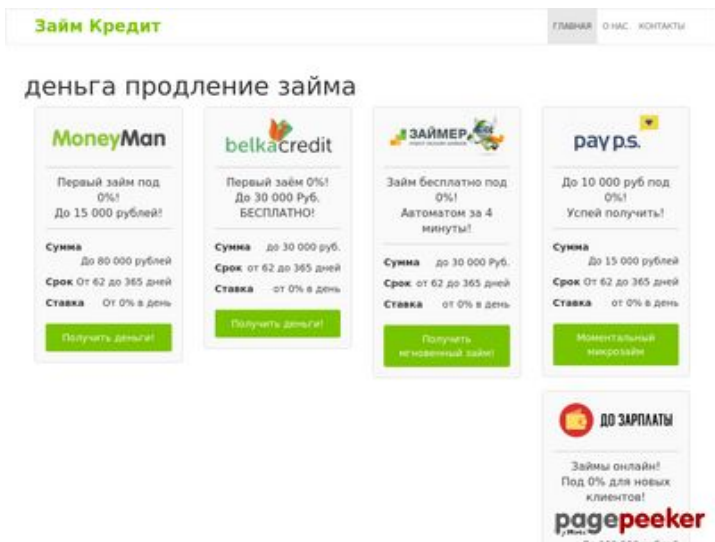 Займ Кредит
ГЛАВНАЯ О НАС КОНТАКТЫ
деньга продление займа
MoneyMan
Первый займ под
0%!
До 15 000 рублей!
Сумма
До 80 000 рублей
Срок От 62 до 365 дней
Ставка От 0% в день
Получить деньги!
belkacredit
Первый заём 0%!
До 30 000 Руб.
БЕСПЛАТНО!
Сумма до 30 000 руб.
Срок от 62 до 365 дней
Ставка от 0% в день
Получить деньги!
ЗАЙМЕР
Займ бесплатно под
0%!
Автоматом за 4
минуты!
Сумма до 30 000 Руб.
Срок от 62 до 365 дней
Ставка от 0% в день
Получить
мгновенный займ!
pay p.s.
До 10 000 руб под
0%!
Успей получить!
Сумма
До 15 000 рублей
Срок От 62 до 365 дней
Ставка от 0% в день
Моментальный
микрозайм
ДО ЗАРПЛАТЫ
Займы онлайн!
Под 0% для новых
клиентов!
pagepeeker